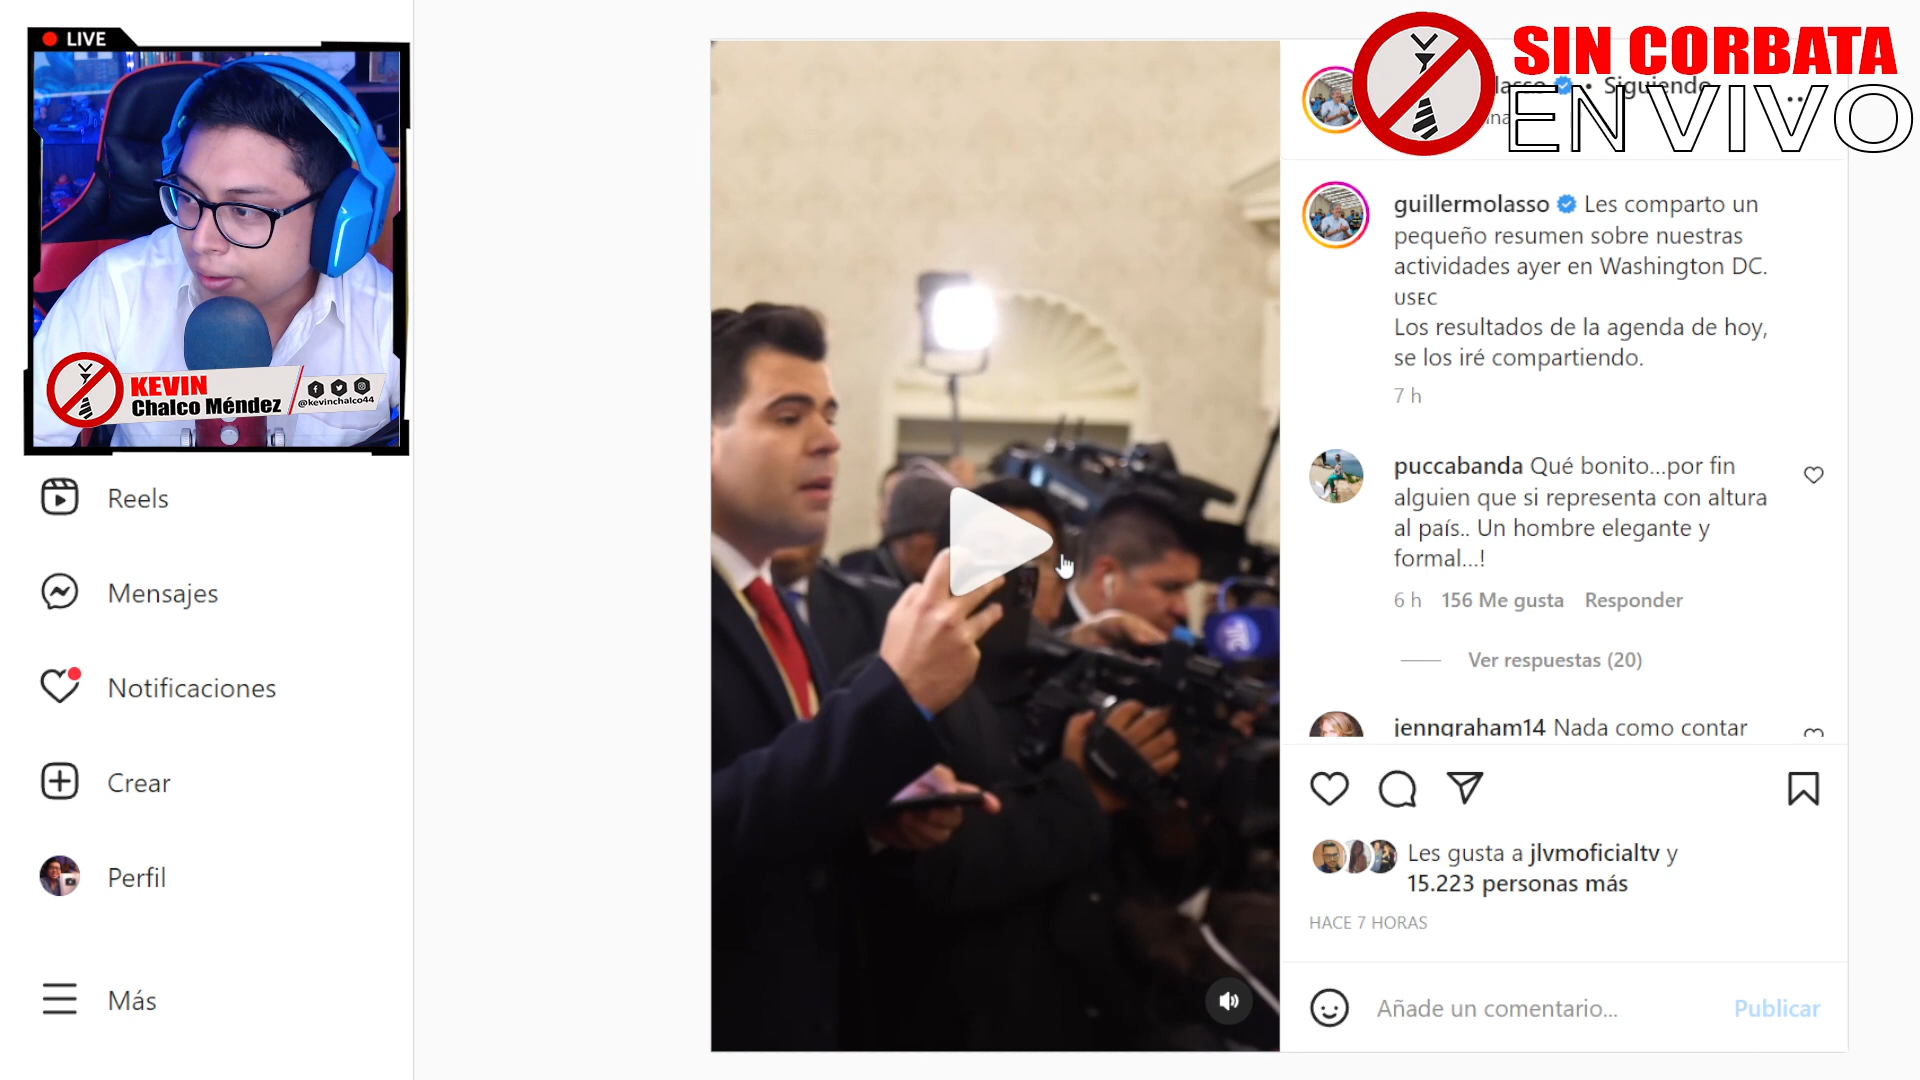 LIVE
KEVIN
Chalco Méndez
@kevinchalco44
Reels
Mensajes
Notificaciones
Crear
Perfil
Más
SIN CORBATA
EN VIVO
lasso • Siguiendo
guillermolasso Les comparto un
pequeño resumen sobre nuestras
actividades ayer en Washington DC.
USEC
Los resultados de la agenda de hoy,
se los iré compartiendo.
7 h
puccabanda Qué bonito...por fin
alguien que si representa con altura
al país.. Un hombre elegante y
formal...!
6 h 156 Me gusta Responder
Ver respuestas (20)
jenngraham14 Nada como contar
Les gusta a jlvmoficialtv y
15.223 personas más
HACE 7 HORAS
Añade un comentario...
Publicar